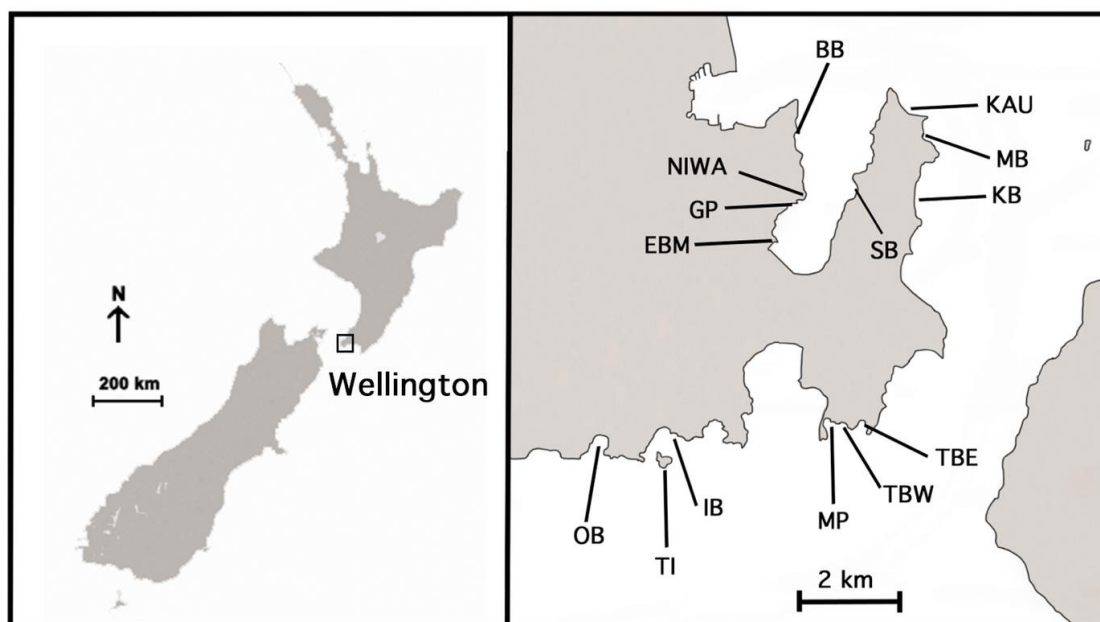 N
200 km
Wellington
BB
KAU
MB
NIWA
KB
GP
EBM
SB
TBE
TBW
IB
MP
OB
TI
2 km